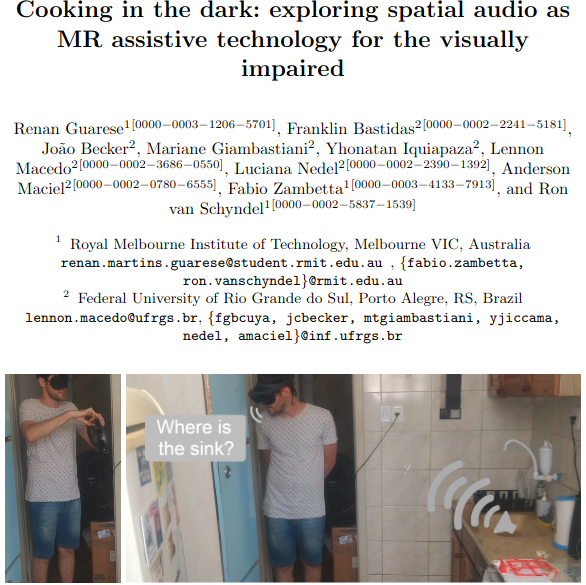 Cooking in the dark: exploring spatial audio as
MR assistive technology for the visually
impaired
Renan Guarese1[0000−0003−1206−5701], Franklin Bastidas2[0000−0002−2241−5181],
João Becker2, Mariane Giambastiani2, Yhonatan Iquiapaza2, Lennon
Macedo2[0000−0002−3686−0550], Luciana Nedel2[0000−0002−2390−1392], Anderson
Maciel2[0000−0002−0780−6555], Fabio Zambetta1[0000−0003−4133−7913], and Ron
van Schyndel1[0000−0002−5837−1539]
1 Royal Melbourne Institute of Technology, Melbourne VIC, Australia
renan.martins.guarese@student.rmit.edu.au , {fabio.zambetta,
ron.vanschyndel}@rmit.edu.au
2 Federal University of Rio Grande do Sul, Porto Alegre, RS, Brazil
lennon.macedo@ufrgs.br, {fgbcuya, jcbecker, mtgiambastiani, yjiccama,
nedel, amaciel}@inf.ufrgs.br
Where is
the sink?